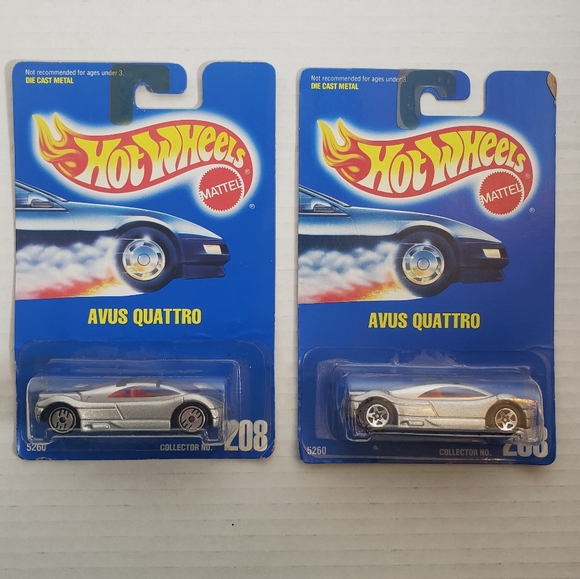 Not recommended for ages under 3.
DIE CAST METAL
HOT WHEELS
MATTEL
®
AVUS QUATTRO
5260
COLLECTOR NO.
208
Not recommended for ages under 3.
DIE CAST METAL
HOT WHEELS
MATTEL
®
AVUS QUATTRO
5260
COLLECTOR NO.
208